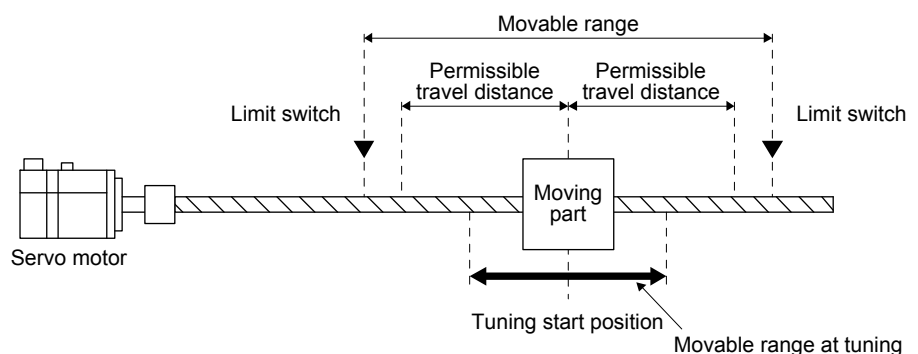 Movable range
Permissible
travel distance
Permissible
travel distance
Limit switch
Limit switch
Moving
part
Servo motor
Tuning start position
Movable range at tuning